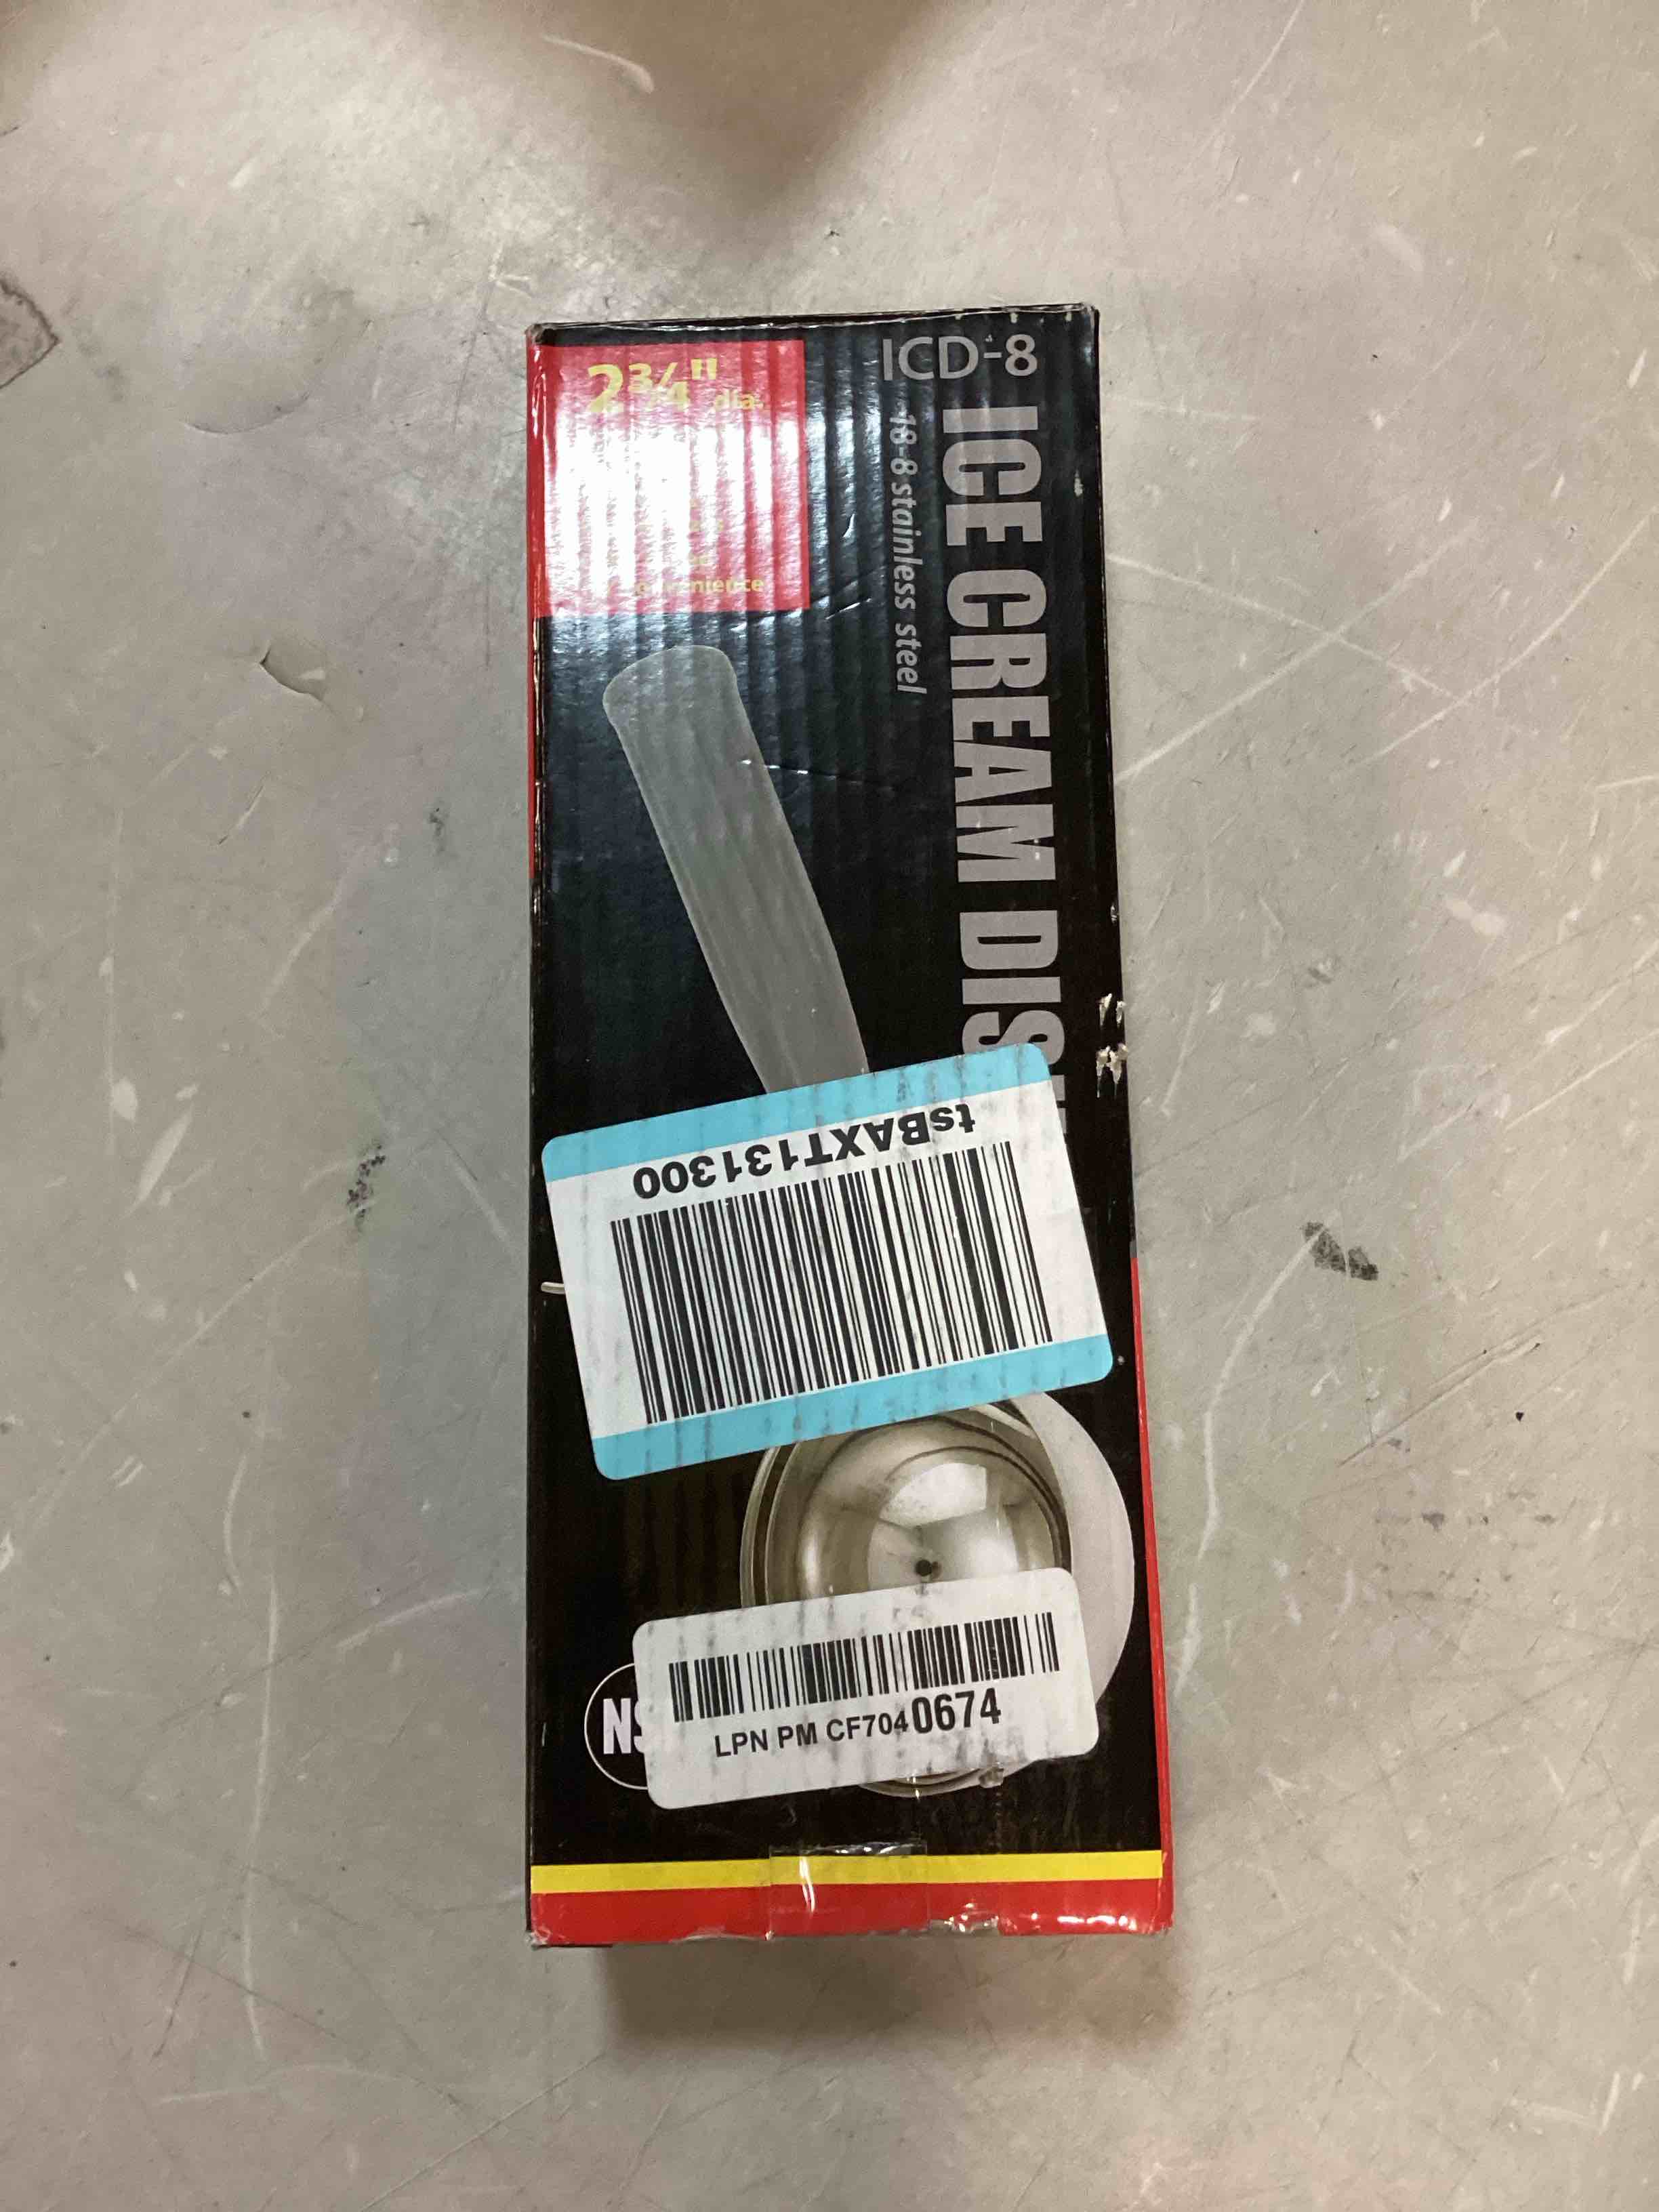 2¾" dia.
ICD-8
ICE CREAM DIS
18-8 stainless steel
tsBAXT131300
NS
LPN PM CF7040674